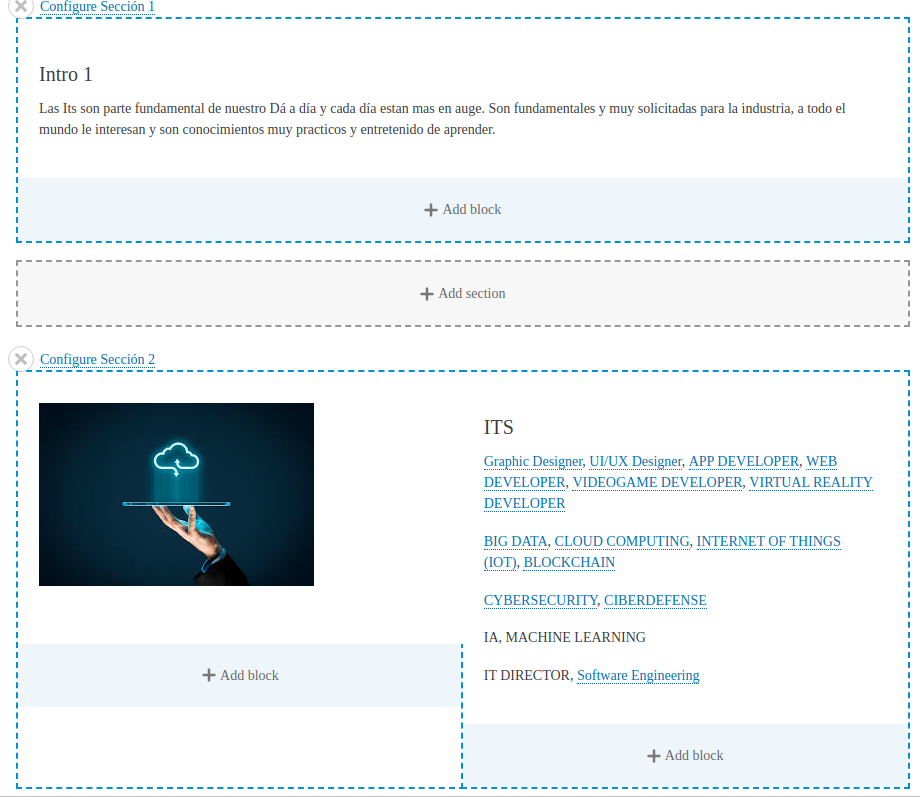 Configure Sección 1
Intro 1
Las Its son parte fundamental de nuestro Dá a día y cada día estan mas en auge. Son fundamentales y muy solicitadas para la industria, a todo el
mundo le interesan y son conocimientos muy practicos y entretenido de aprender.
Add block
Add section
Configure Sección 2
ITS
Graphic Designer, UI/UX Designer, APP DEVELOPER, WEB
DEVELOPER, VIDEOGAME DEVELOPER, VIRTUAL REALITY
DEVELOPER
BIG DATA, CLOUD COMPUTING, INTERNET OF THINGS
(IOT), BLOCKCHAIN
CYBERSECURITY, CIBERDEFENSE
IA, MACHINE LEARNING
IT DIRECTOR, Software Engineering
Add block
Add block